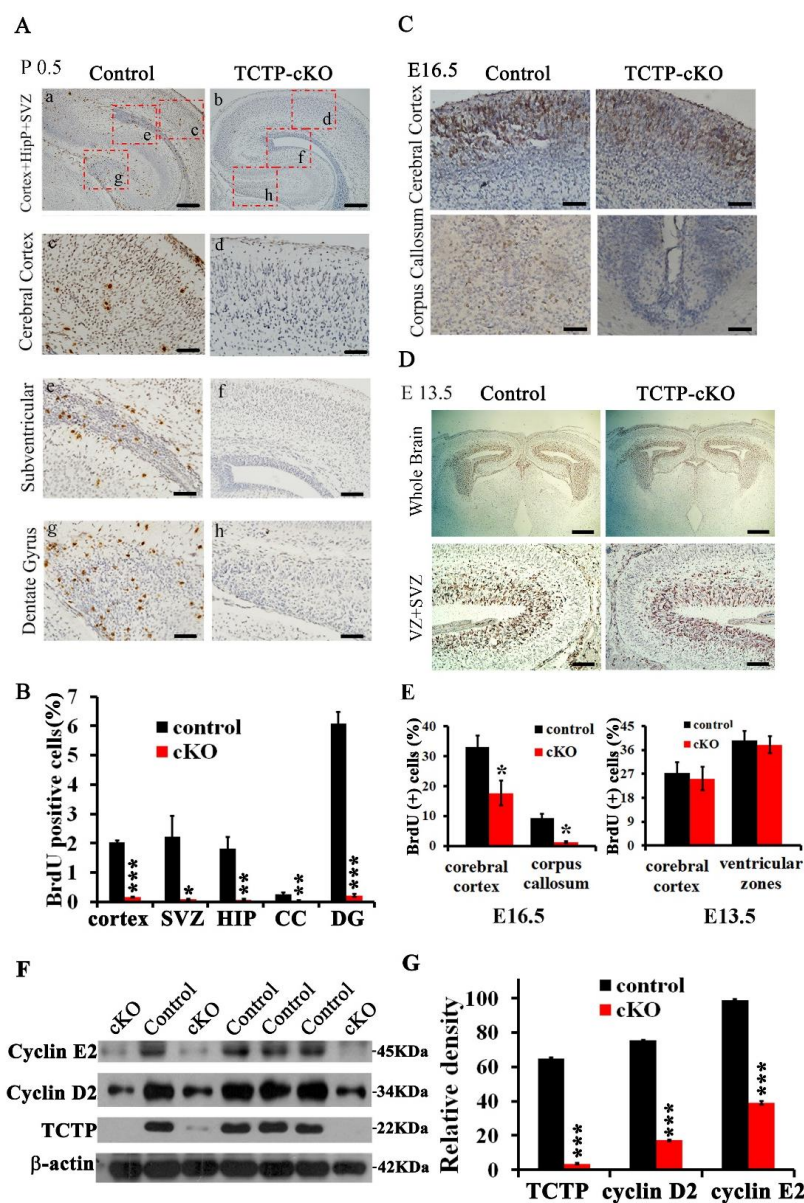 A
P 0.5
Control
TCTP-cKO
Cortex+HipP+SVZ
a
e
c
g
b
d
f
h
Cerebral Cortex
c
d
Subventricular
e
f
Dentate Gyrus
g
h
B
BrdU positive cells(%)
7
6
5
4
3
2
1
0
control
cKO
***
*
**
**
***
cortex
SVZ
HIP
CC
DG
C
E16.5
Control
TCTP-cKO
Cerebral Cortex
Corpus Callosum
D
E 13.5
Control
TCTP-cKO
Whole Brain
VZ+SVZ
E
BrdU (+) cells (%)
40
30
20
10
0
control
cKO
*
*
corebral cortex
corpus callosum
E16.5
BrdU (+) cells (%)
45
36
27
18
9
0
control
cKO
corebral cortex
ventricular zones
E13.5
F
cKO
Control
cKO
Control
Control
Control
cKO
Cyclin E2
-45KDa
Cyclin D2
-34KDa
TCTP
-22KDa
β-actin
-42KDa
G
Relative density
100
80
60
40
20
0
control
cKO
***
***
***
TCTP
cyclin D2
cyclin E2